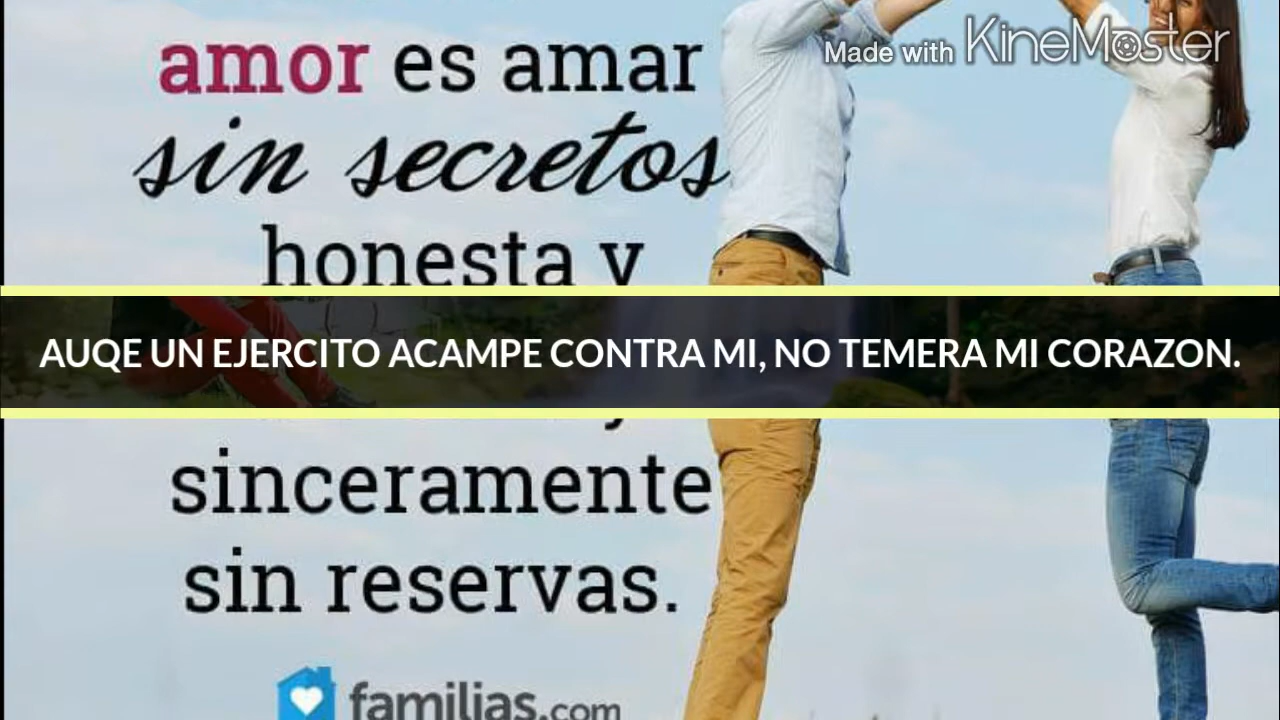 Made with KineMaster
amor es amar
sin secretos
honesta y
AUQE UN EJERCITO ACAMPE CONTRA MI, NO TEMERA MI CORAZON.
sinceramente
sin reservas.
familias.com